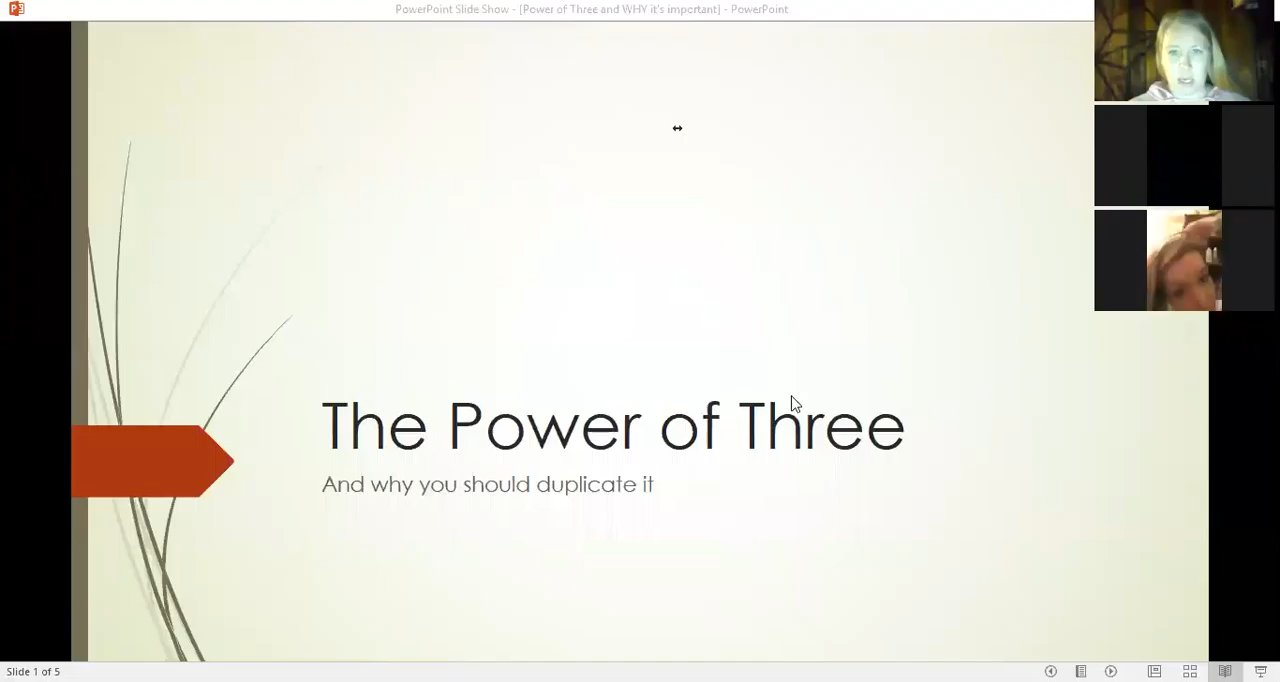 PowerPoint Slide Show - [Power of Three and WHY it's important] - PowerPoint
The Power of Three
And why you should duplicate it
Slide 1 of 5